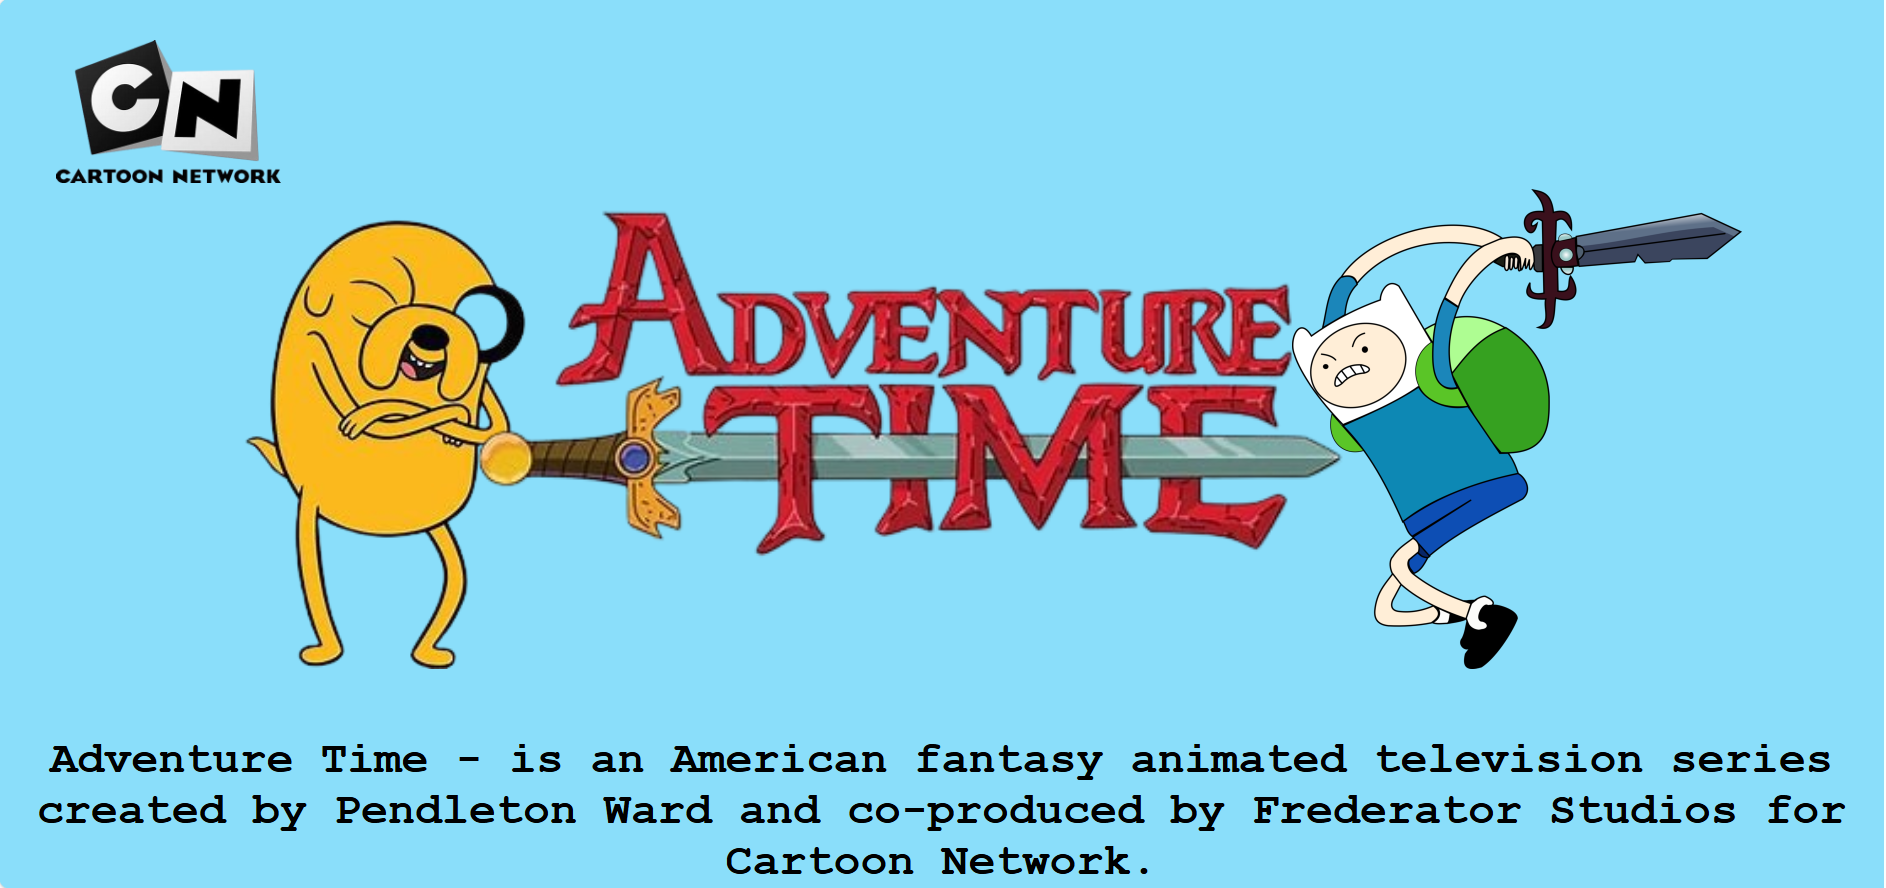 CN
CARTOON NETWORK
ADVENTURE
TIME
Adventure Time - is an American fantasy animated television series
created by Pendleton Ward and co-produced by Frederator Studios for
Cartoon Network.